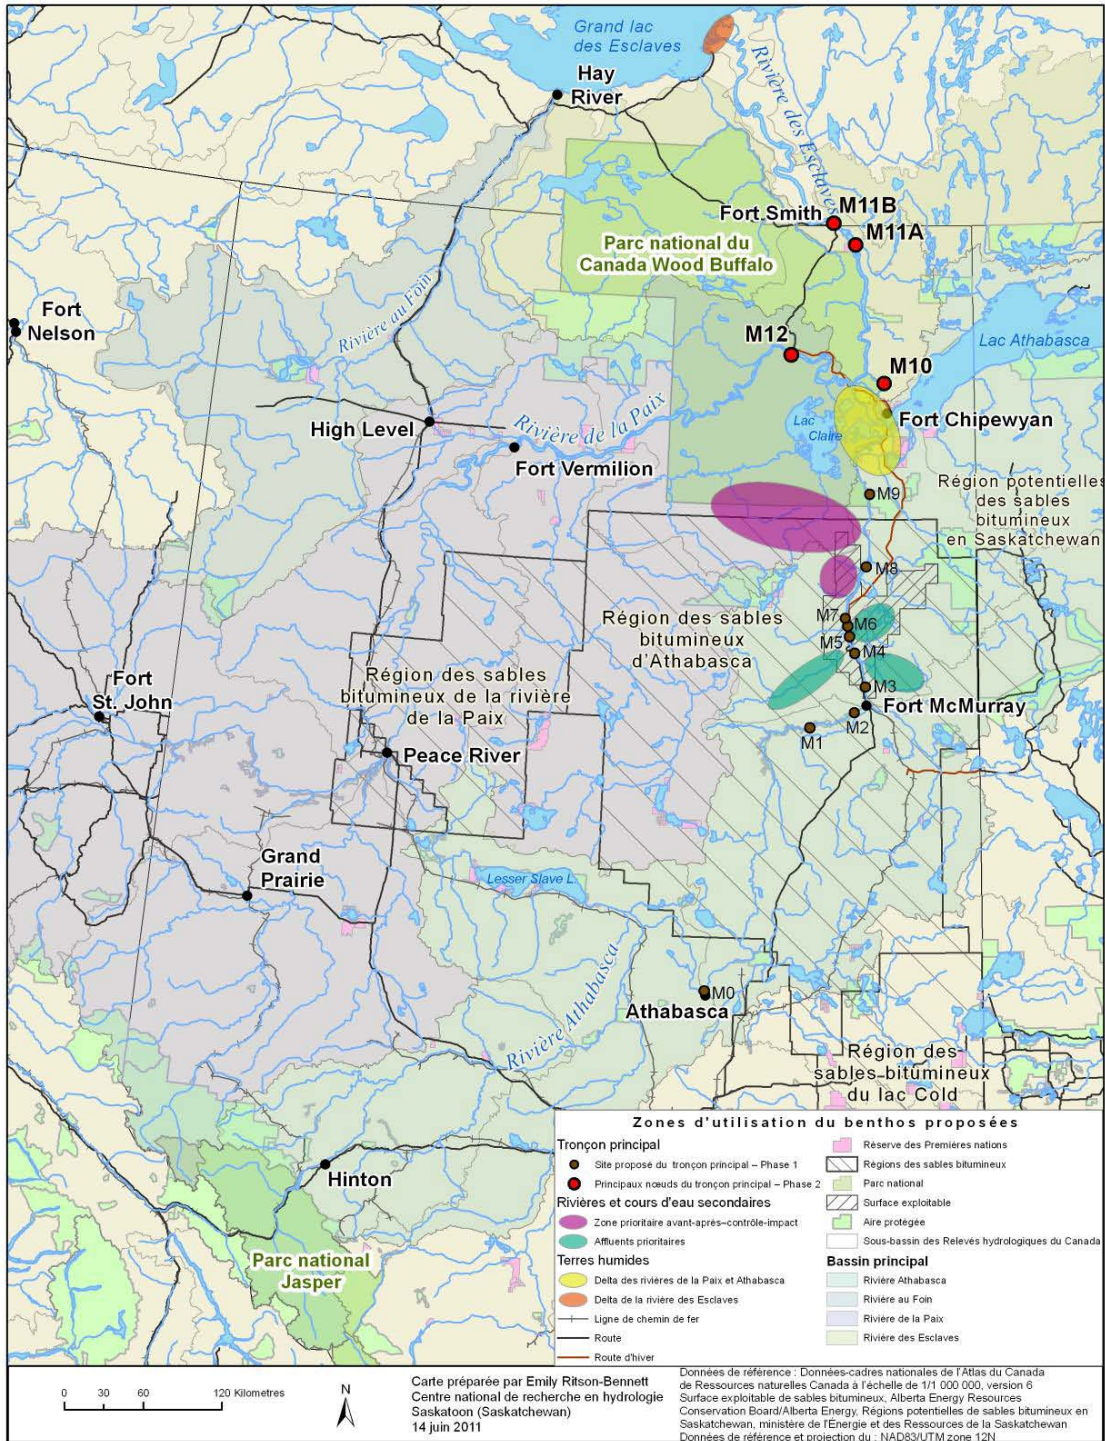 Grand lac
des Esclaves
Rivière des Esclaves
Hay
River
Fort Smith
M11B
M11A
Parc national du
Canada Wood Buffalo
Fort
Nelson
Rivière au Foin
M12
Lac Athabasca
M10
High Level
Rivière de la Paix
Lac
Claire
Fort Chipewyan
Fort Vermilion
M9
Région potentielles
des sables
bitumineux
en Saskatchewan
M8
Région des sables
bitumineux
d'Athabasca
M7
M6
M5
M4
M3
Région des sables
bitumineux de la rivière
de la Paix
Fort
St. John
Fort McMurray
M2
M1
Peace River
Grand
Prairie
Lesser Slave L.
Rivière Athabasca
M0
Athabasca
Région des
sables bitumineux
du lac Cold
Hinton
Parc national
Jasper
Zones d'utilisation du benthos proposées
Tronçon principal
Site proposé du tronçon principal – Phase 1
Principaux nœuds du tronçon principal – Phase 2
Rivières et cours d'eau secondaires
Zone prioritaire avant-après–contrôle-impact
Affluents prioritaires
Terres humides
Delta des rivières de la Paix et Athabasca
Delta de la rivière des Esclaves
Ligne de chemin de fer
Route
Route d'hiver
Réserve des Premières nations
Régions des sables bitumineux
Parc national
Surface exploitable
Aire protégée
Sous-bassin des Relevés hydrologiques du Canada
Bassin principal
Rivière Athabasca
Rivière au Foin
Rivière de la Paix
Rivière des Esclaves
0 30 60 120 Kilometres
N
Carte préparée par Emily Ritson-Bennett
Centre national de recherche en hydrologie
Saskatoon (Saskatchewan)
14 juin 2011
Données de référence : Données-cadres nationales de l'Atlas du Canada
de Ressources naturelles Canada à l'échelle de 1/1 000 000, version 6
Surface exploitable de sables bitumineux, Alberta Energy Resources
Conservation Board/Alberta Energy, Régions potentielles de sables bitumineux en
Saskatchewan, ministère de l'Énergie et des Ressources de la Saskatchewan
Données de référence et projection du : NAD83/UTM zone 12N